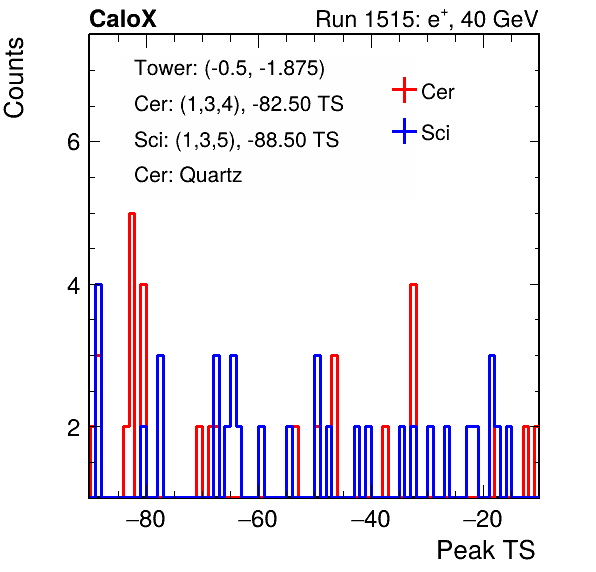 CaloX Run 1515: e⁺, 40 GeV
Counts
Tower: (-0.5, -1.875)
Cer: (1,3,4), -82.50 TS
Sci: (1,3,5), -88.50 TS
Cer: Quartz
Cer
Sci
6
4
2
−80 −60 −40 −20
Peak TS